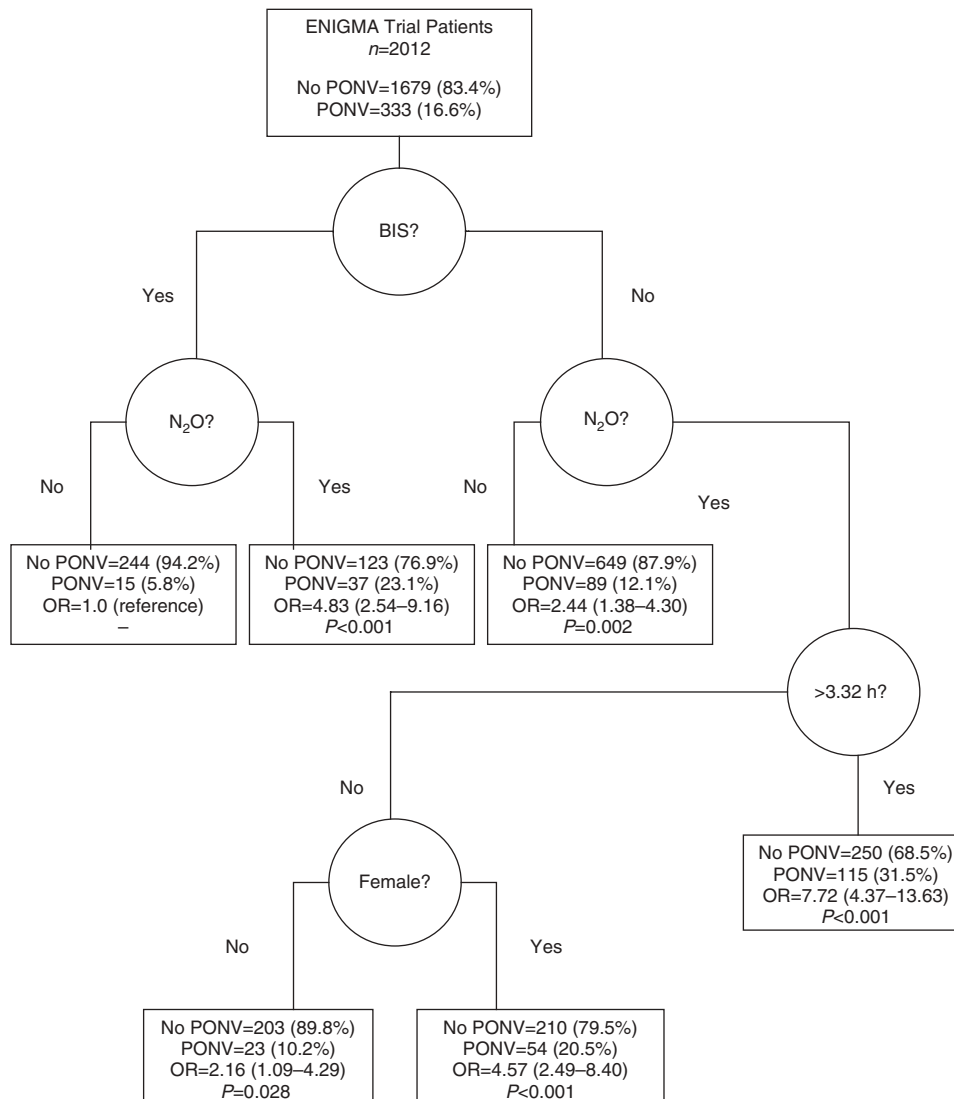 ENIGMA Trial Patients
n=2012
No PONV=1679 (83.4%)
PONV=333 (16.6%)
BIS?
Yes
No
N₂O?
N₂O?
No
Yes
No
Yes
No PONV=244 (94.2%)
PONV=15 (5.8%)
OR=1.0 (reference)
–
No PONV=123 (76.9%)
PONV=37 (23.1%)
OR=4.83 (2.54–9.16)
P<0.001
No PONV=649 (87.9%)
PONV=89 (12.1%)
OR=2.44 (1.38–4.30)
P=0.002
>3.32 h?
No
Yes
Female?
No PONV=250 (68.5%)
PONV=115 (31.5%)
OR=7.72 (4.37–13.63)
P<0.001
No
Yes
No PONV=203 (89.8%)
PONV=23 (10.2%)
OR=2.16 (1.09–4.29)
P=0.028
No PONV=210 (79.5%)
PONV=54 (20.5%)
OR=4.57 (2.49–8.40)
P<0.001